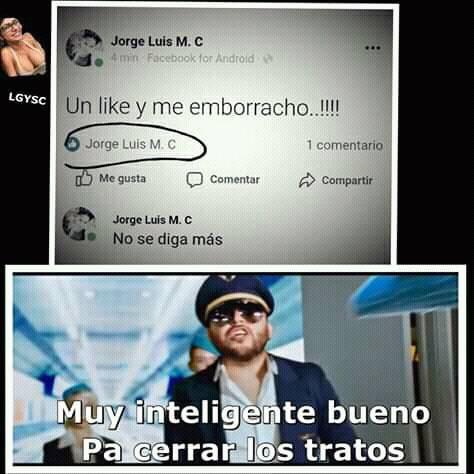 LGYSC
Jorge Luis M. C
4 min · Facebook for Android ·
Un like y me emborracho..!!!!
Jorge Luis M. C
1 comentario
Me gusta
Comentar
Compartir
Jorge Luis M. C
No se diga más
Muy inteligente bueno
Pa cerrar los tratos